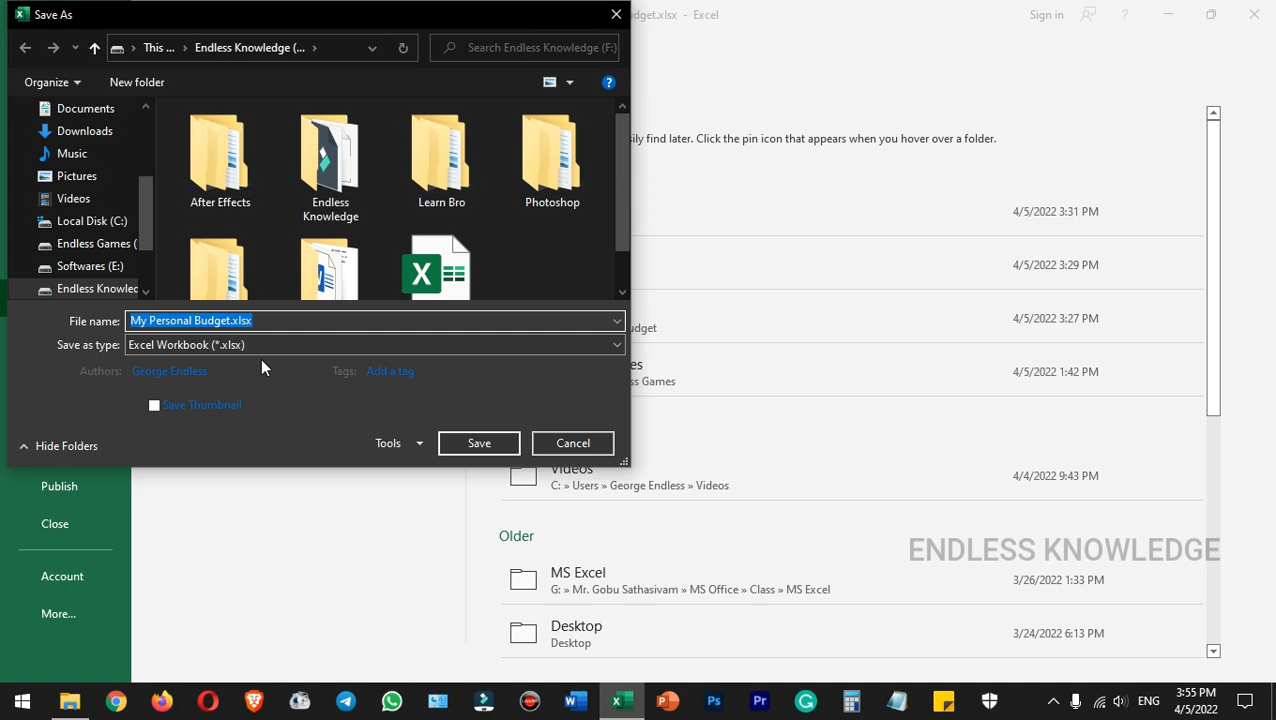 Save As
dget.xlsx - Excel
Sign in
This ...
Endless Knowledge (...
Search Endless Knowledge (F:)
Organize
New folder
Documents
Downloads
Music
Pictures
Videos
Local Disk (C:)
Endless Games (
Softwares (E:)
Endless Knowled
After Effects
Endless
Knowledge
Learn Bro
Photoshop
File name: My Personal Budget.xlsx
Save as type: Excel Workbook (*.xlsx)
Authors: George Endless
Tags: Add a tag
Save Thumbnail
Hide Folders
Tools
Save
Cancel
ily find later. Click the pin icon that appears when you hover over a folder.
4/5/2022 3:31 PM
4/5/2022 3:29 PM
udget
4/5/2022 3:27 PM
es
ss Games
4/5/2022 1:42 PM
Videos
C: » Users » George Endless » Videos
4/4/2022 9:43 PM
Older
ENDLESS KNOWLEDGE
MS Excel
G: » Mr. Gobu Sathasivam » MS Office » Class » MS Excel
3/26/2022 1:33 PM
Desktop
Desktop
3/24/2022 6:13 PM
Publish
Close
Account
More...
ENG
3:55 PM
4/5/2022